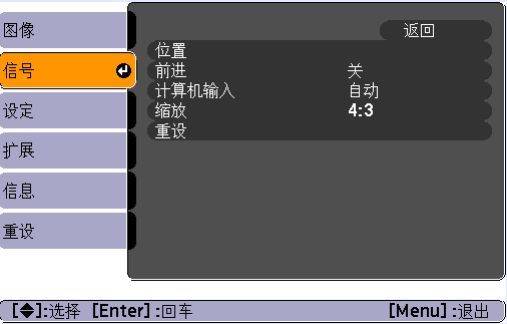 图像
信号
设定
扩展
信息
重设
返回
位置
前进 关
计算机输入 自动
缩放 4:3
重设
[◆]:选择 [Enter]:回车 [Menu]:退出